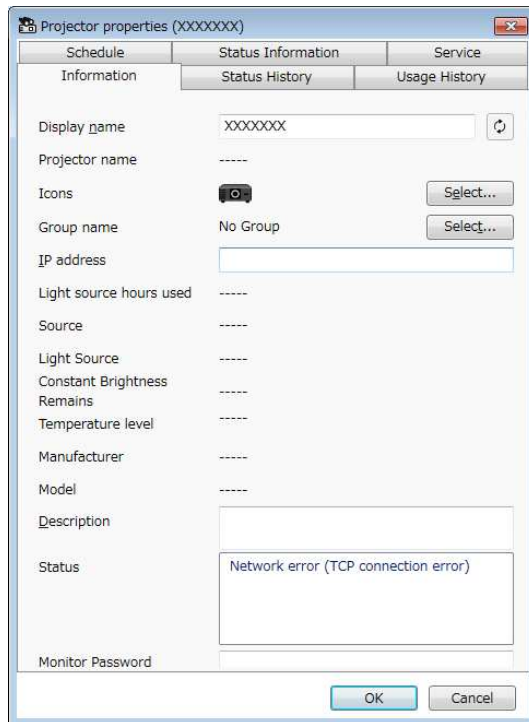 Projector properties (XXXXXXX)
Schedule Status Information Service
Information Status History Usage History
Display name XXXXXXX
Projector name -----
Icons Select...
Group name No Group Select...
IP address
Light source hours used -----
Source -----
Light Source -----
Constant Brightness
Remains -----
Temperature level -----
Manufacturer -----
Model -----
Description
Status Network error (TCP connection error)
Monitor Password
OK Cancel